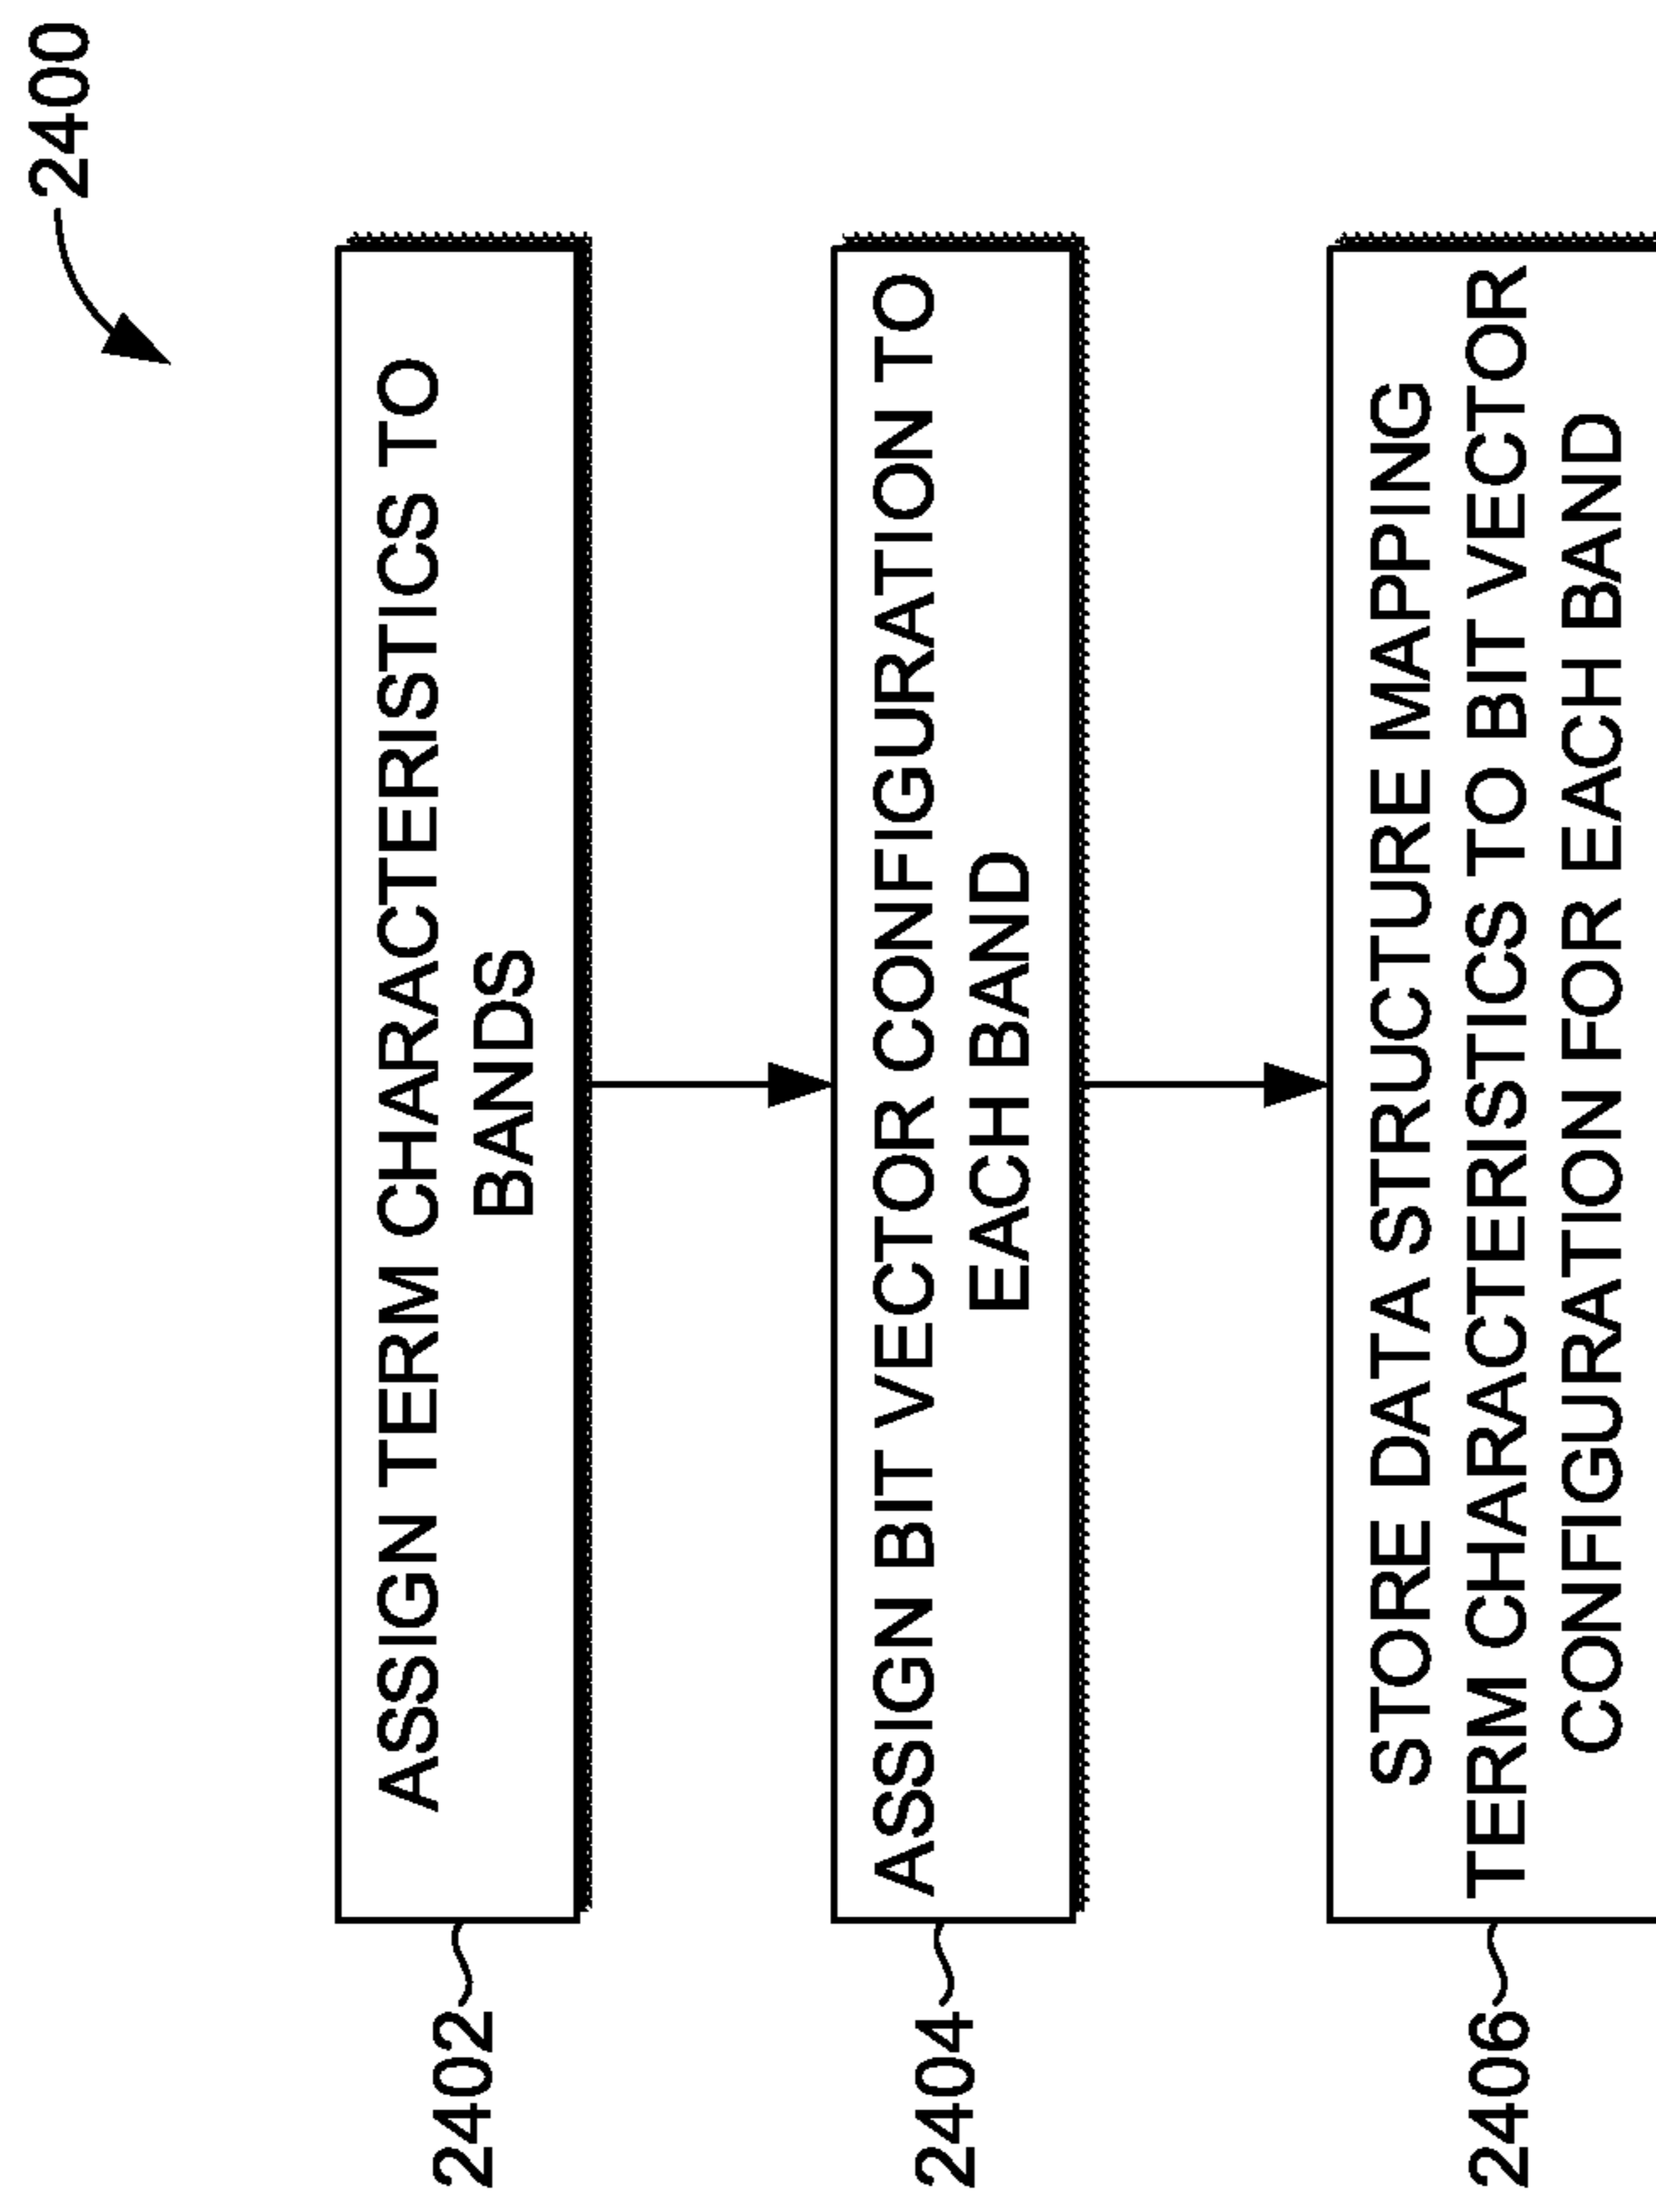 2400
2402
ASSIGN TERM CHARACTERISTICS TO
BANDS
2404
ASSIGN BIT VECTOR CONFIGURATION TO
EACH BAND
2406
STORE DATA STRUCTURE MAPPING
TERM CHARACTERISTICS TO BIT VECTOR
CONFIGURATION FOR EACH BAND